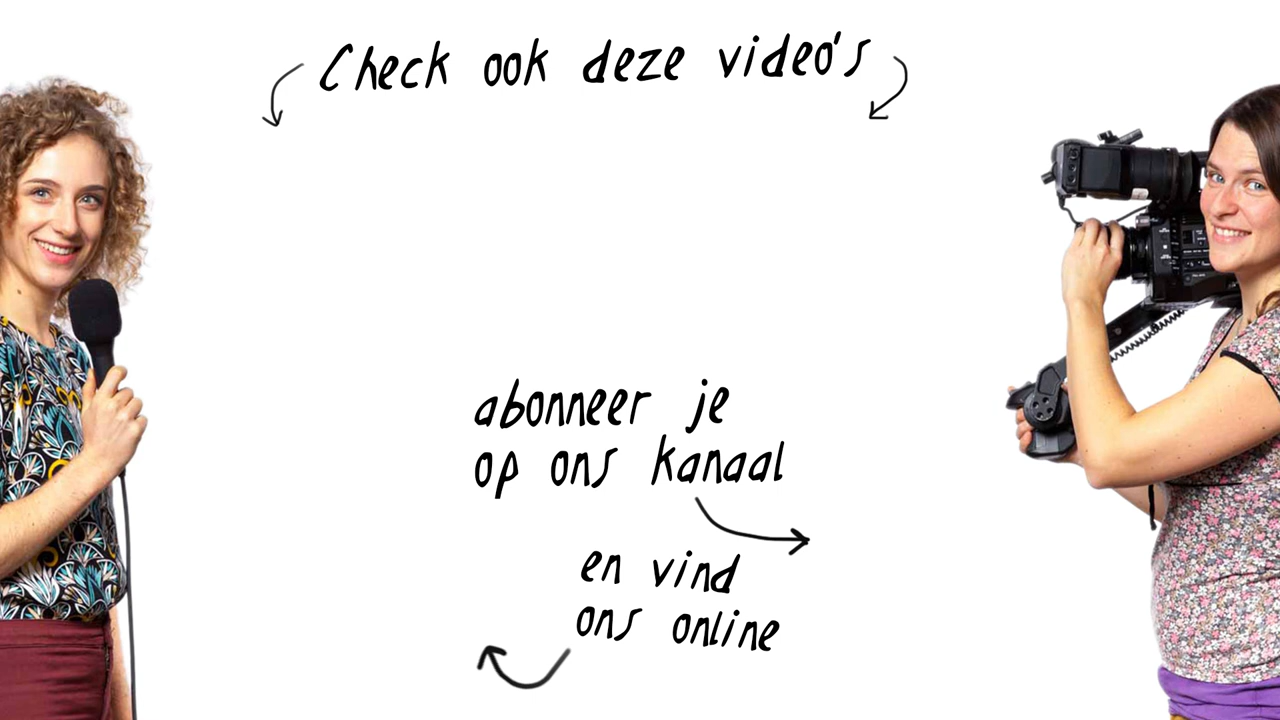 Check ook deze video's
abonneer je
op ons kanaal
en vind
ons online